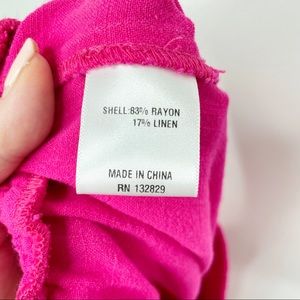 SHELL:83% RAYON
17% LINEN
MADE IN CHINA
RN 132829